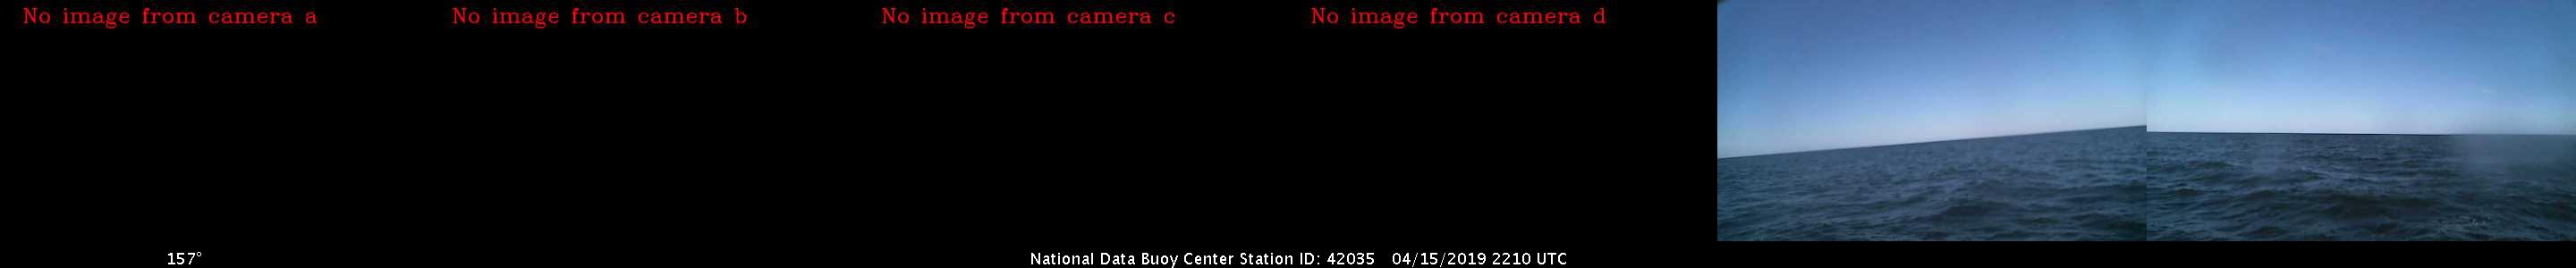 No image from camera a
No image from camera b
No image from camera c
No image from camera d
157°
National Data Buoy Center Station ID: 42035 04/15/2019 2210 UTC